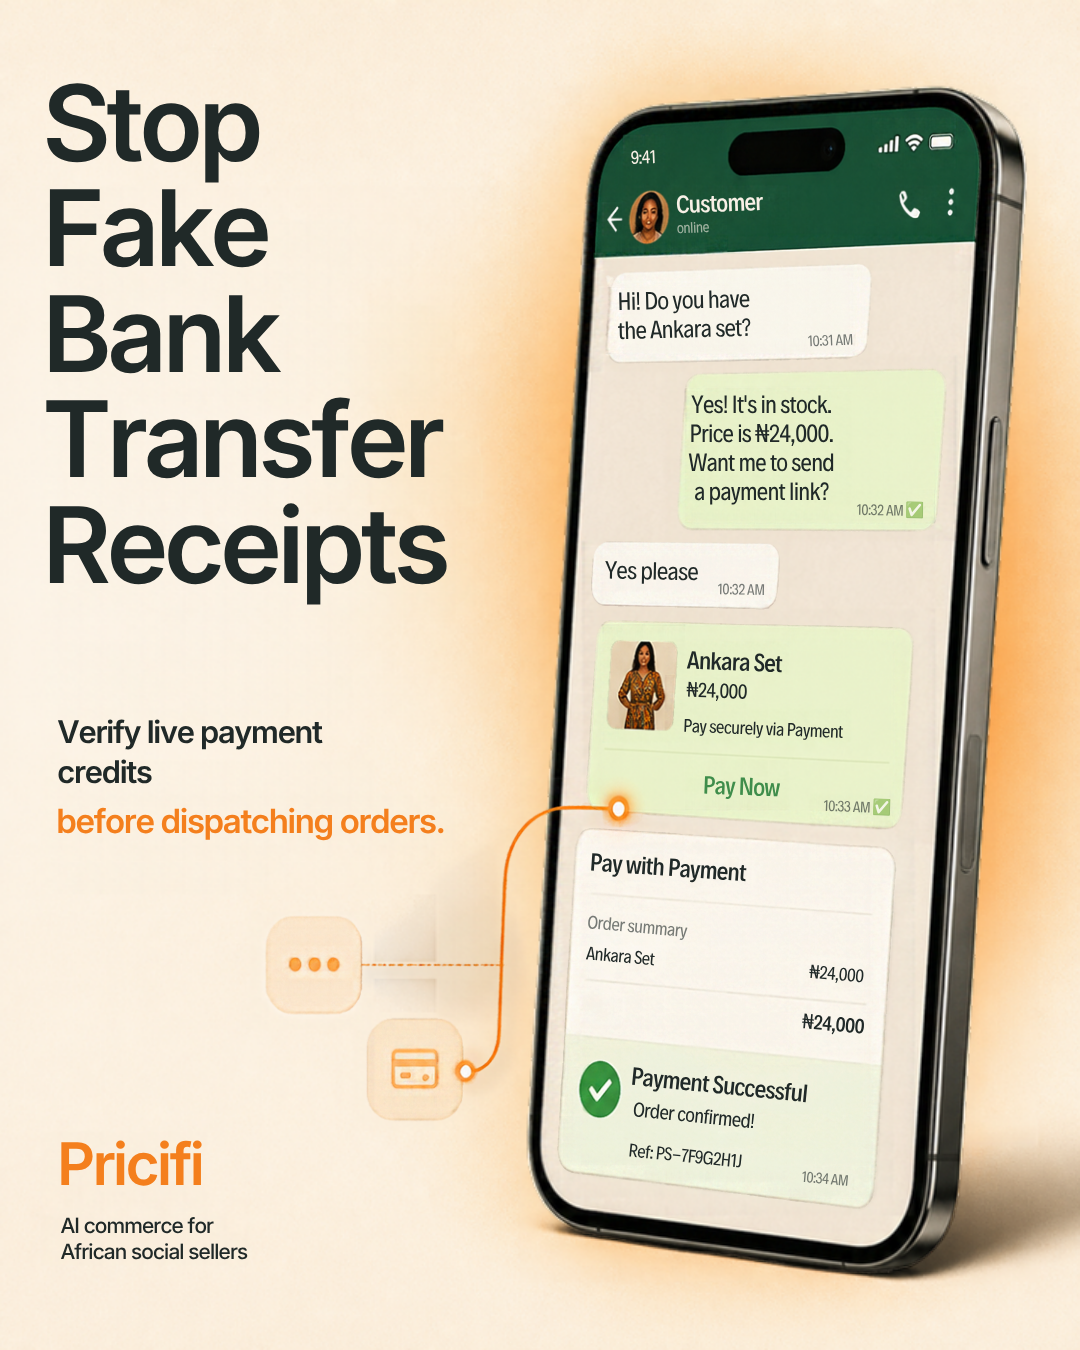 Stop
Fake
Bank
Transfer
Receipts
Verify live payment
credits
before dispatching orders.
Pricifi
AI commerce for
African social sellers
9:41
Customer
online
Hi! Do you have
the Ankara set?
10:31 AM
Yes! It's in stock.
Price is ₦24,000.
Want me to send
a payment link?
10:32 AM
Yes please
10:32 AM
Ankara Set
₦24,000
Pay securely via Payment
Pay Now
10:33 AM
Pay with Payment
Order summary
Ankara Set
₦24,000
₦24,000
Payment Successful
Order confirmed!
Ref: PS-7F9G2H1J
10:34 AM